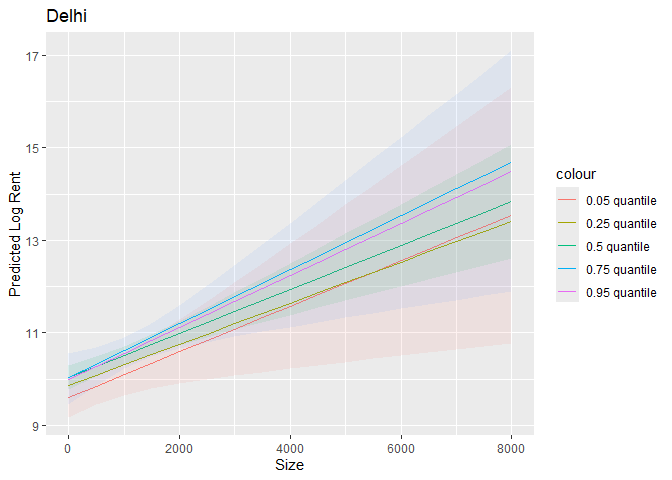 Delhi
17
15
13
11
9
Predicted Log Rent
0 2000 4000 6000 8000
Size
colour
0.05 quantile
0.25 quantile
0.5 quantile
0.75 quantile
0.95 quantile